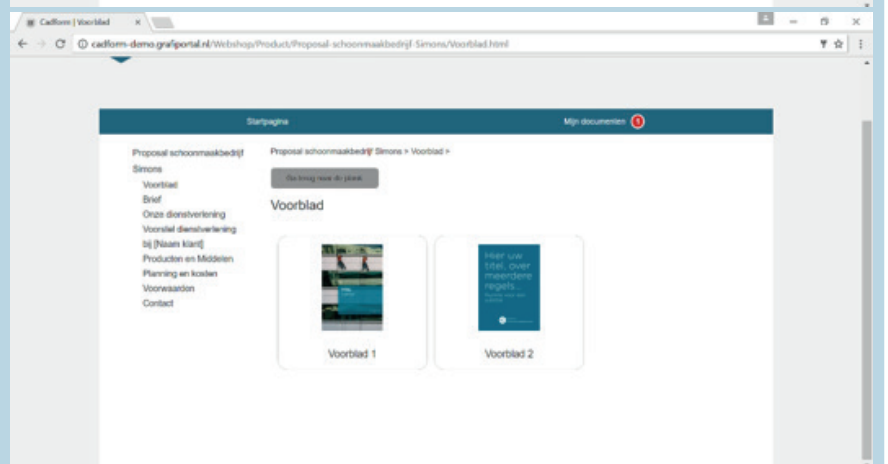 Cadform | Voorblad
cadform-demo.grafiportal.nl/Webshop/Product/Proposal-schoonmaakbedrijf-Simons/Voorblad.html
Startpagina
Mijn documenten 1
Proposal schoonmaakbedrijf
Simons
Voorblad
Brief
Onze dienstverlening
Voorstel dienstverlening
bij [Naam klant]
Producten en Middelen
Planning en kosten
Voorwaarden
Contact
Proposal schoonmaakbedrijf Simons > Voorblad >
Ga terug naar de plank
Voorblad
Voorblad 1
Hier uw
titel, over
meerdere
regels...
Voorblad 2